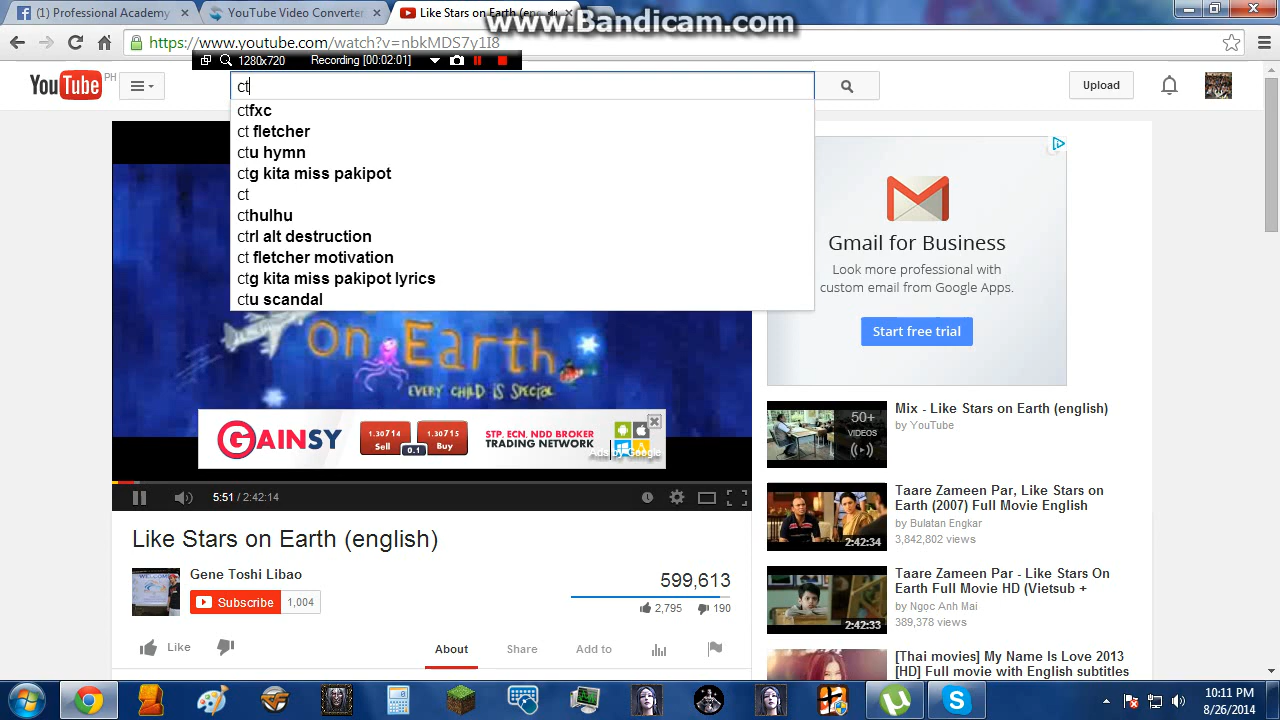 Professional Academy
YouTube Video Converter
Like Stars on Earth (en
www.Bandicam.com
https://www.youtube.com/watch?v=nbkMDS7y1I8
1280x720
Recording [00:02:01]
YouTube PH
ct
Upload
ctfxc
ct fletcher
ctu hymn
ctg kita miss pakipot
ct
cthulhu
ctrl alt destruction
ct fletcher motivation
ctg kita miss pakipot lyrics
ctu scandal
Gmail for Business
Look more professional with
custom email from Google Apps.
Start free trial
On Earth
EVERY CHILD IS SPECIAL
GAINSY
1.30714
Sell
0.1
1.30715
Buy
STP, ECN, NDD BROKER
TRADING NETWORK
Ads by Google
5:51 / 2:42:14
Like Stars on Earth (english)
Gene Toshi Libao
Subscribe
1,004
599,613
2,795
190
Like
About
Share
Add to
50+
VIDEOS
Mix - Like Stars on Earth (english)
by YouTube
2:42:34
Taare Zameen Par, Like Stars on
Earth (2007) Full Movie English
by Bulatan Engkar
3,842,802 views
2:42:33
Taare Zameen Par - Like Stars On
Earth Full Movie HD (Vietsub +
by Ngọc Anh Mai
389,378 views
[Thai movies] My Name Is Love 2013
[HD] Full movie with English subtitles
10:11 PM
8/26/2014